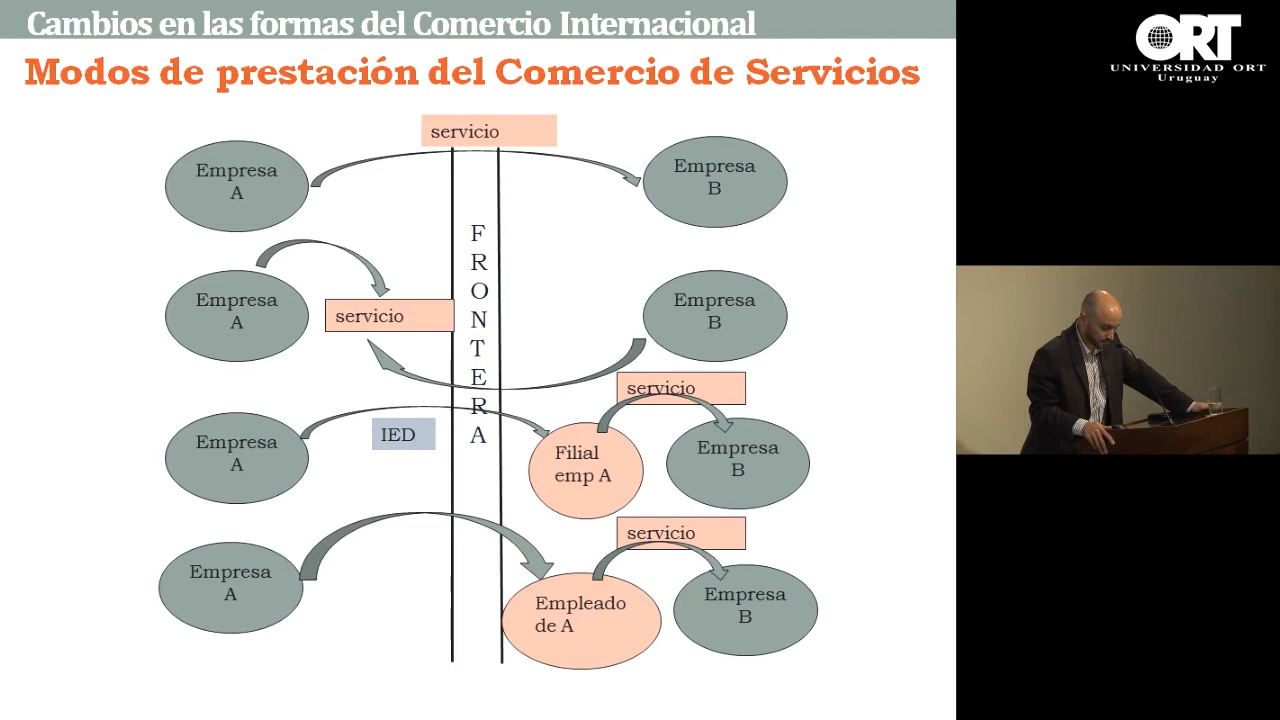 Cambios en las formas del Comercio Internacional
Modos de prestación del Comercio de Servicios
ORT
UNIVERSIDAD ORT
Uruguay
servicio
Empresa
A
Empresa
B
FRONTERA
Empresa
A
servicio
Empresa
B
servicio
Empresa
A
IED
Filial
emp A
Empresa
B
servicio
Empresa
A
Empleado
de A
Empresa
B